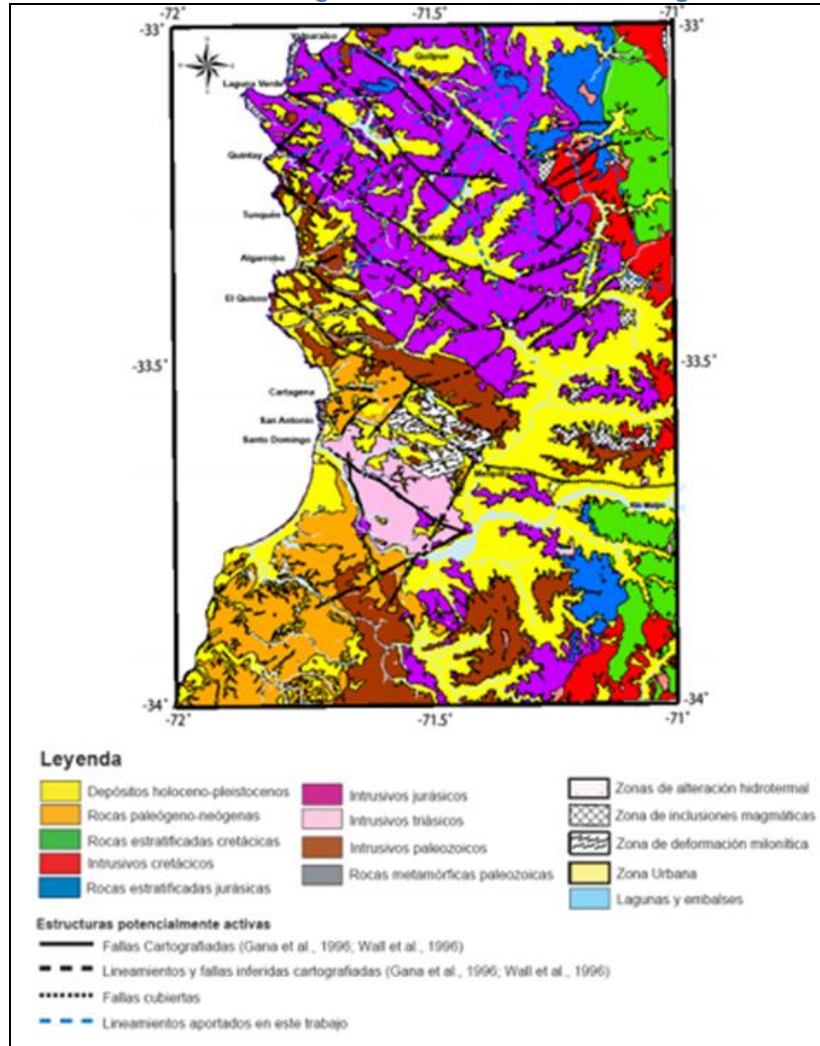 -72 -71.5 -71
-33 -33
Valparaíso
Quilpue
Laguna Verde
Quintay
Tunquén
Algarrobo
El Quisco
-33.5 -33.5
Cartagena
San Antonio
Santo Domingo
Melipilla
Río Maipo
-34 -34
-72 -71.5 -71
Leyenda
Depósitos holoceno-pleistocenos
Rocas paleógeno-neógenas
Rocas estratificadas cretácicas
Intrusivos cretácicos
Rocas estratificadas jurásicas
Intrusivos jurásicos
Intrusivos triásicos
Intrusivos paleozoicos
Rocas metamórficas paleozoicas
Zonas de alteración hidrotermal
Zona de inclusiones magmáticas
Zona de deformación milonítica
Zona Urbana
Lagunas y embalses
Estructuras potencialmente activas
Fallas Cartografiadas (Gana et al., 1996; Wall et al., 1996)
Lineamientos y fallas inferidas cartografiadas (Gana et al., 1996; Wall et al., 1996)
Fallas cubiertas
Lineamientos aportados en este trabajo